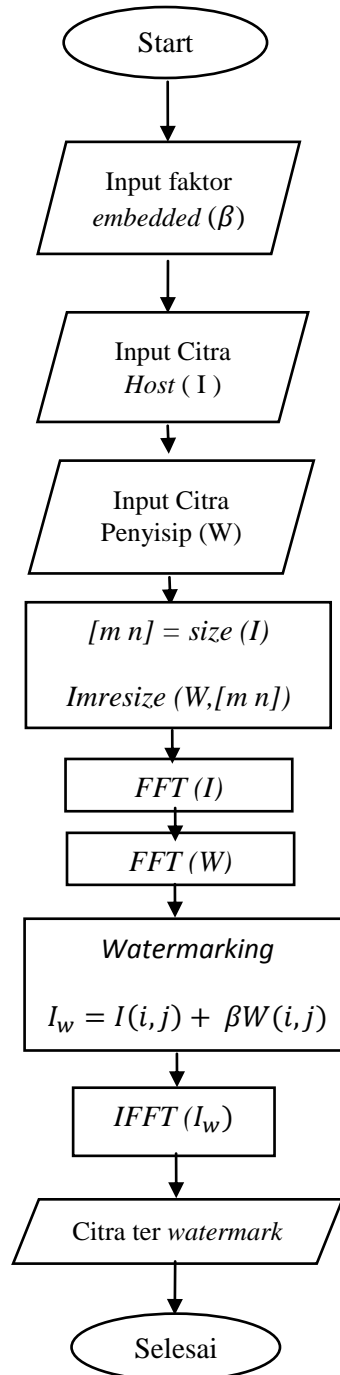 Start
Input faktor
embedded (β)
Input Citra
Host ( I )
Input Citra
Penyisip (W)
[m n] = size (I)
Imresize (W,[m n])
FFT (I)
FFT (W)
Watermarking
I_w = I(i,j) + βW(i,j)
IFFT (I_w)
Citra ter watermark
Selesai